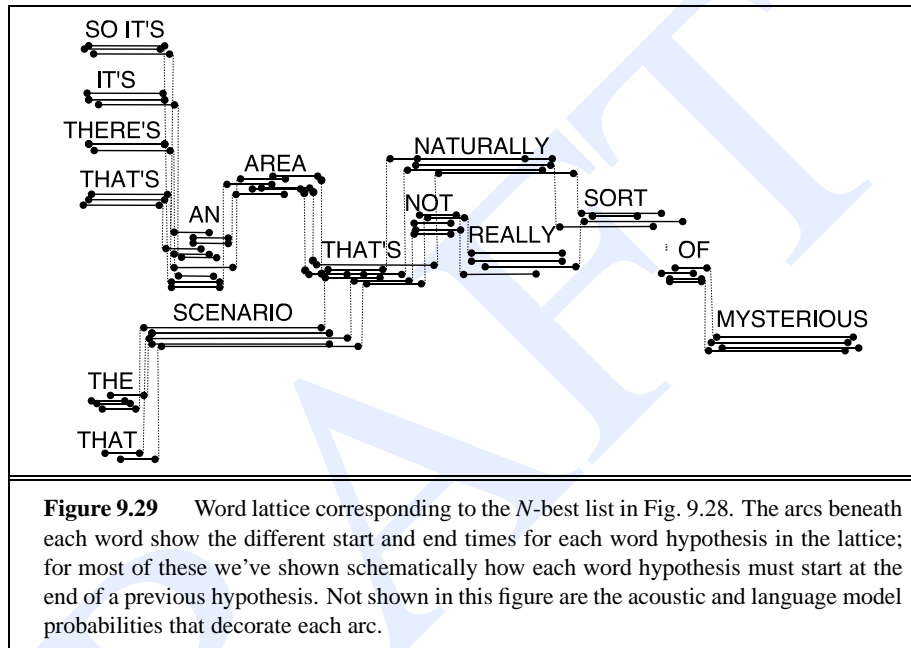 SO IT'S
IT'S
THERE'S
THAT'S
AN
AREA
THAT'S
NATURALLY
NOT
REALLY
SORT
OF
MYSTERIOUS
SCENARIO
THE
THAT
Figure 9.29 Word lattice corresponding to the N-best list in Fig. 9.28. The arcs beneath
each word show the different start and end times for each word hypothesis in the lattice;
for most of these we've shown schematically how each word hypothesis must start at the
end of a previous hypothesis. Not shown in this figure are the acoustic and language model
probabilities that decorate each arc.